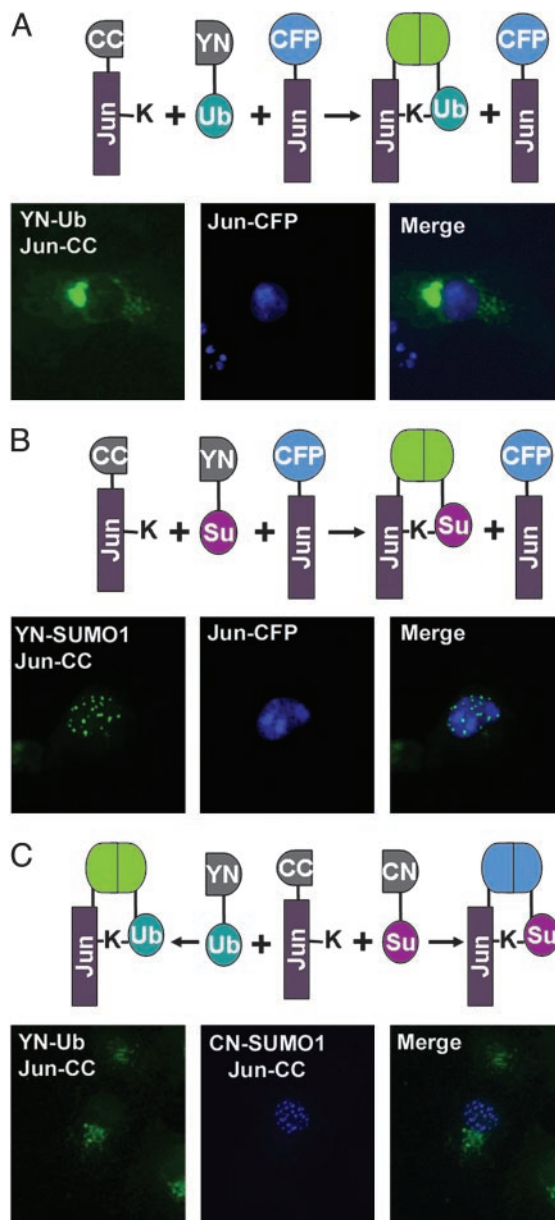 A
CC YN CFP CFP
Jun K + Ub + Jun → Jun K Ub + Jun
YN-Ub Jun-CFP Merge
Jun-CC
B
CC YN CFP CFP
Jun K + Su + Jun → Jun K Su + Jun
YN-SUMO1 Jun-CFP Merge
Jun-CC
C
YN CC CN
Jun K Ub ← Ub + Jun K + Su → Jun K Su
YN-Ub CN-SUMO1 Merge
Jun-CC Jun-CC